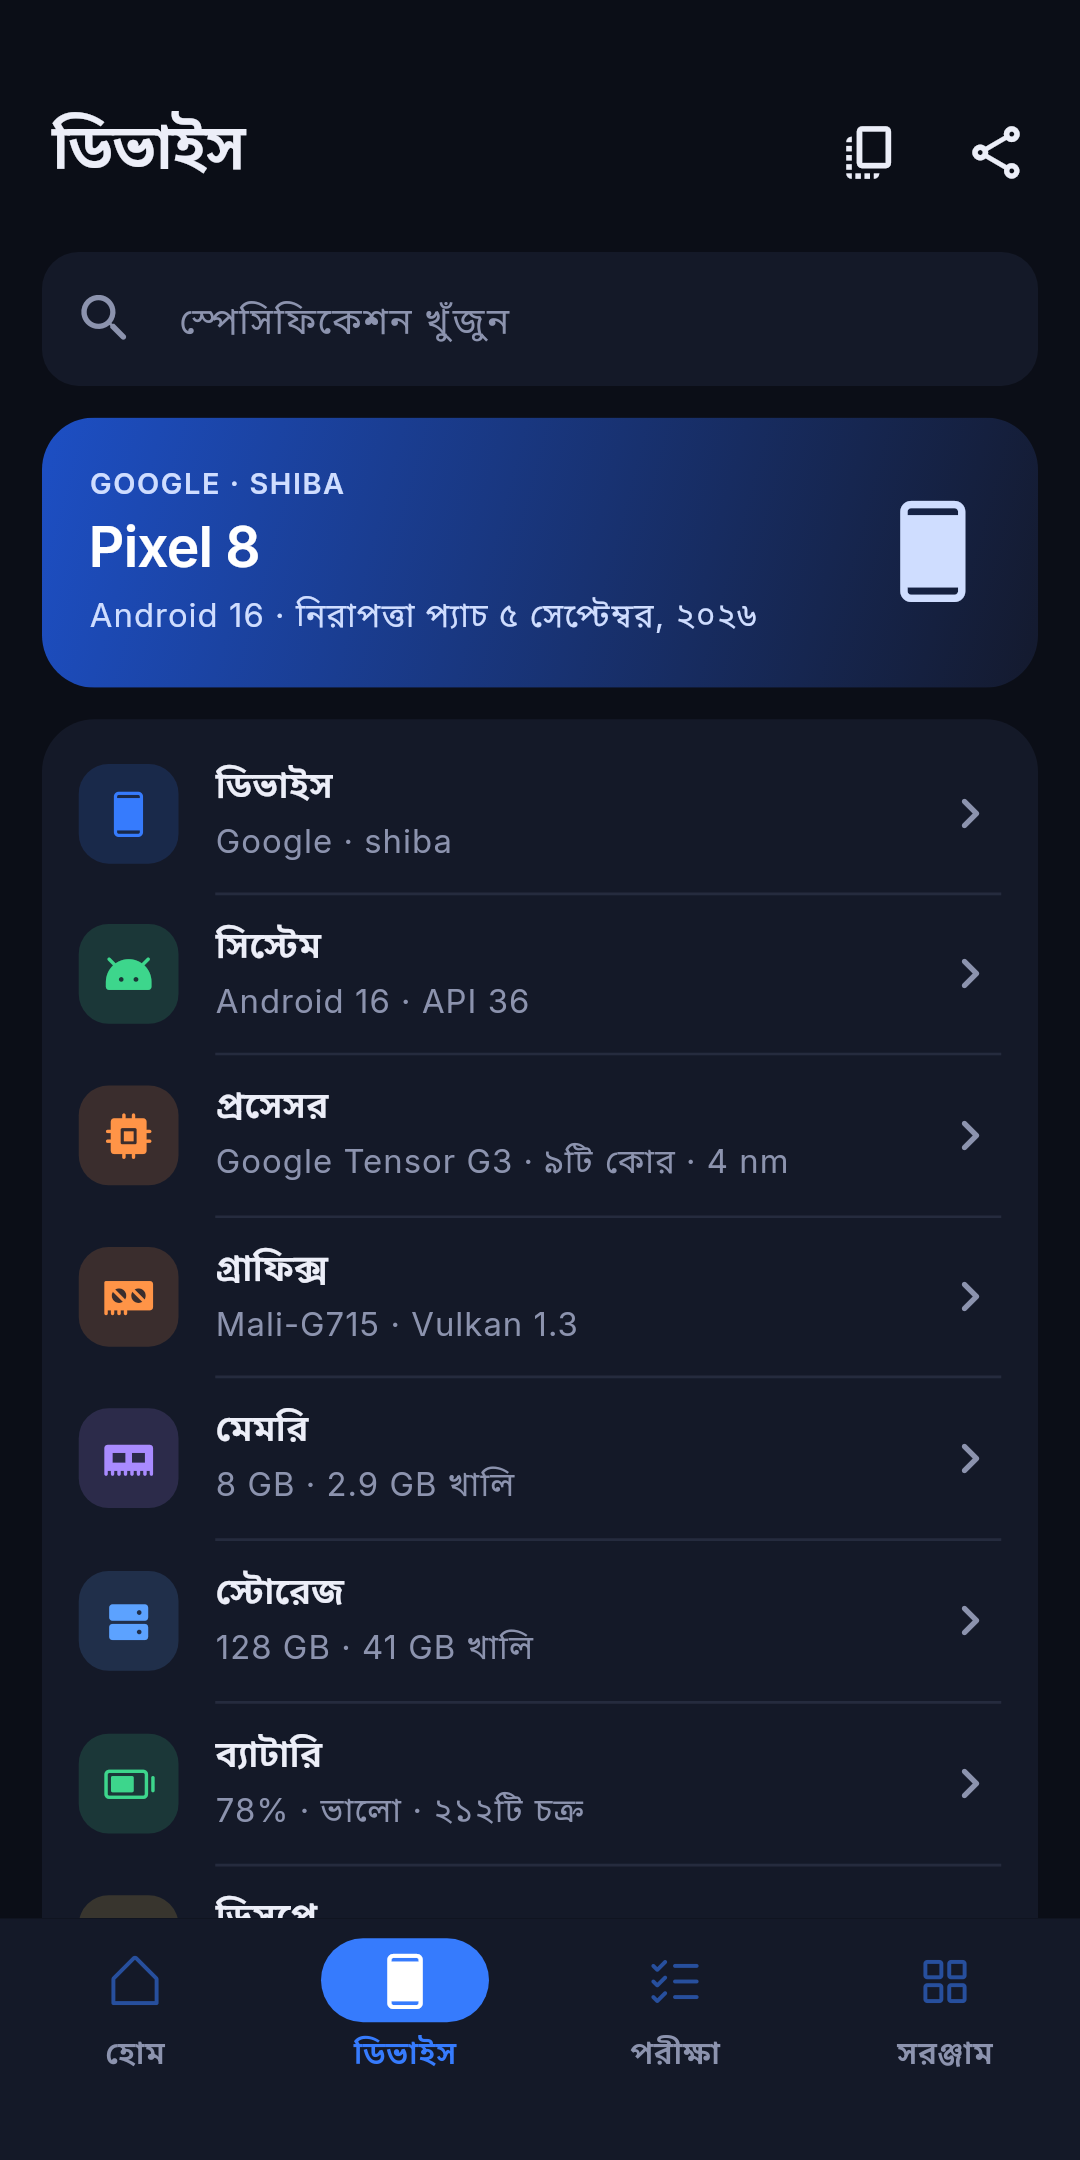 ডিভাইস
স্পেসিফিকেশন খুঁজুন
GOOGLE · SHIBA
Pixel 8
Android 16 · নিরাপত্তা প্যাচ ৫ সেপ্টেম্বর, ২০২৬
ডিভাইস
Google · shiba
সিস্টেম
Android 16 · API 36
প্রসেসর
Google Tensor G3 · ৯টি কোর · 4 nm
গ্রাফিক্স
Mali-G715 · Vulkan 1.3
মেমরি
8 GB · 2.9 GB খালি
স্টোরেজ
128 GB · 41 GB খালি
ব্যাটারি
78% · ভালো · ২১২টি চক্র
হোম
ডিভাইস
পরীক্ষা
সরঞ্জাম